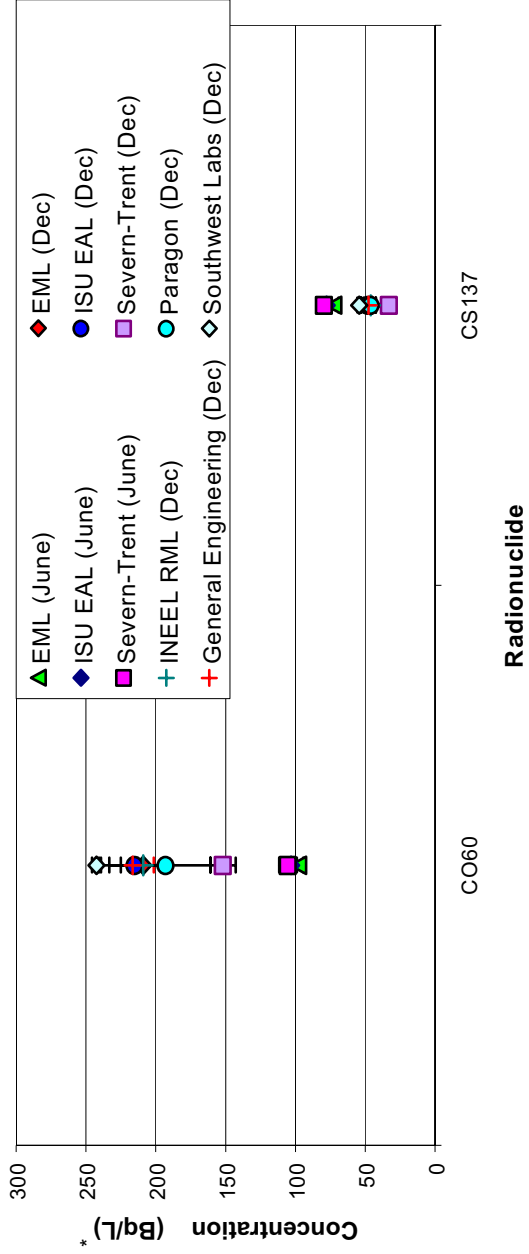 EML (June)
EML (Dec)
ISU EAL (June)
ISU EAL (Dec)
Severn-Trent (June)
Severn-Trent (Dec)
INEEL RML (Dec)
Paragon (Dec)
General Engineering (Dec)
Southwest Labs (Dec)
300
250
200
150
100
50
0
Concentration
(Bq/L)*
CO60
CS137
Radionuclide